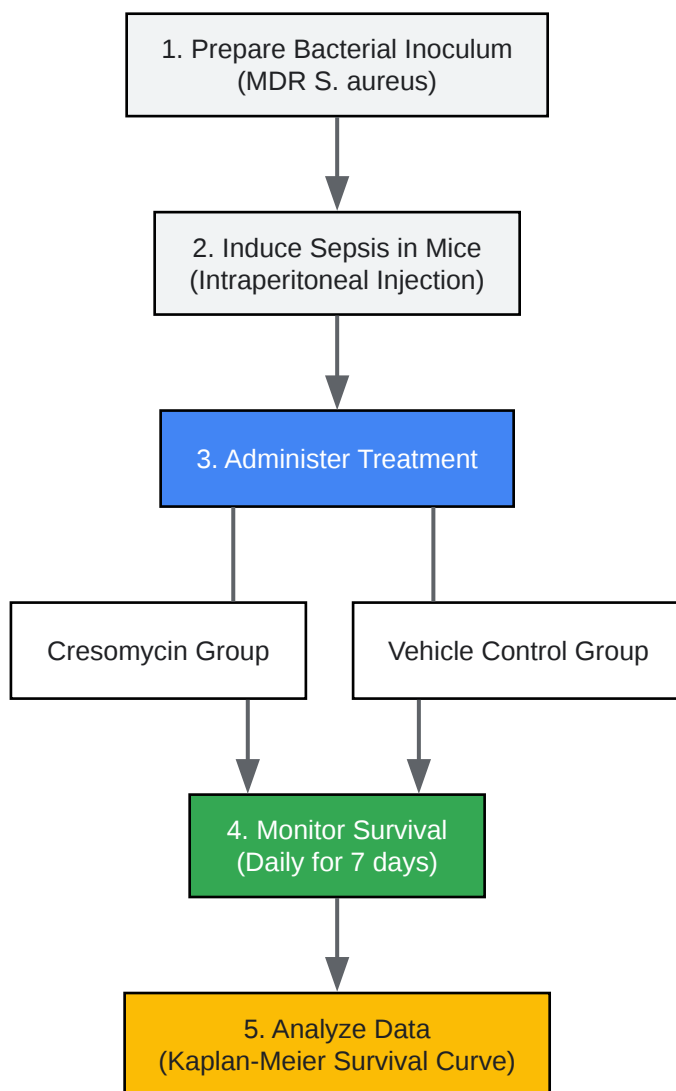 1. Prepare Bacterial Inoculum
(MDR S. aureus)
2. Induce Sepsis in Mice
(Intraperitoneal Injection)
3. Administer Treatment
Cresomycin Group
Vehicle Control Group
4. Monitor Survival
(Daily for 7 days)
5. Analyze Data
(Kaplan-Meier Survival Curve)